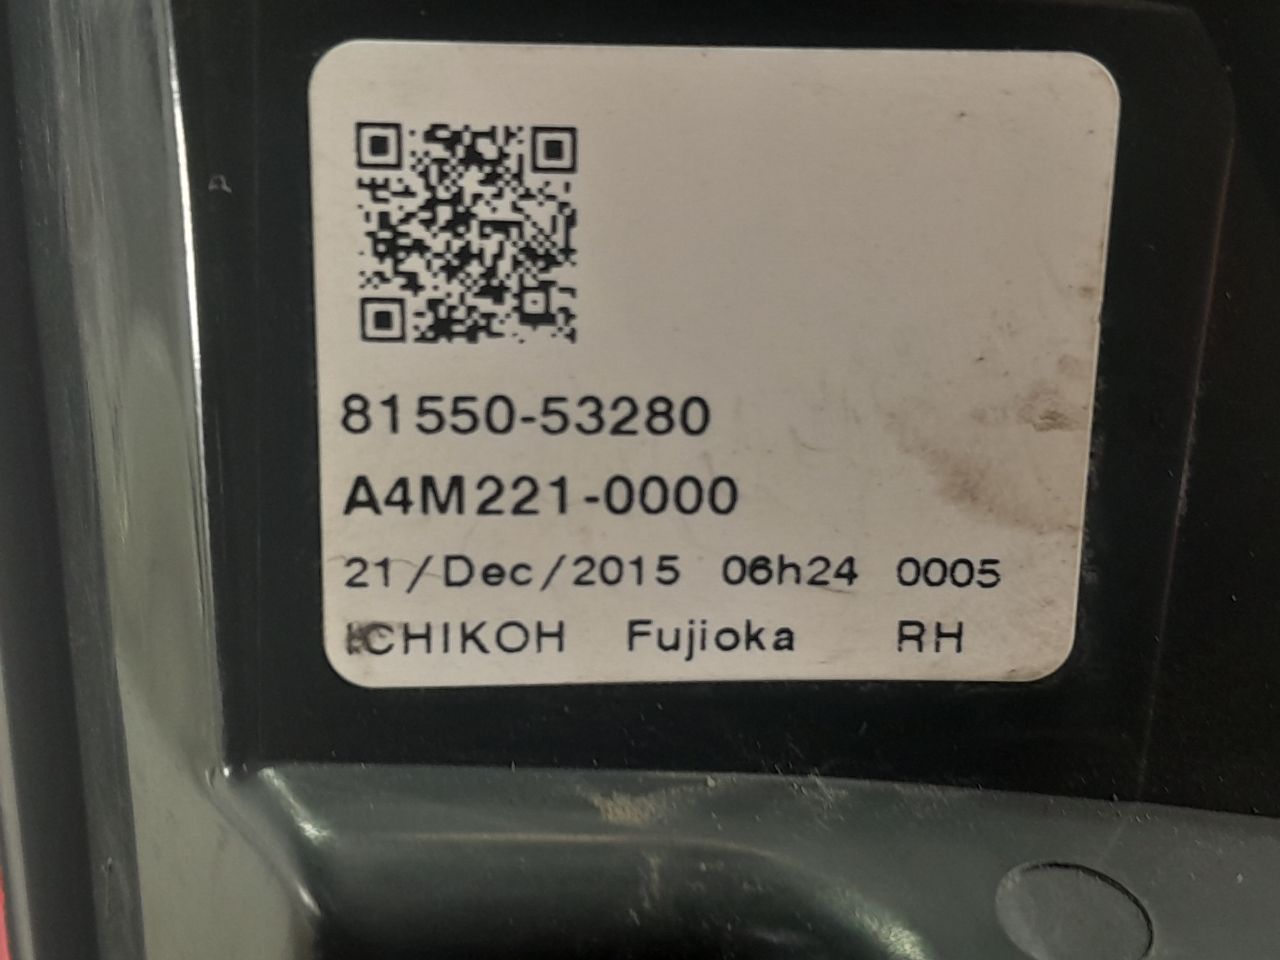 81550-53280
A4M221-0000
21/Dec/2015 06h24 0005
ICHIKOH Fujioka RH